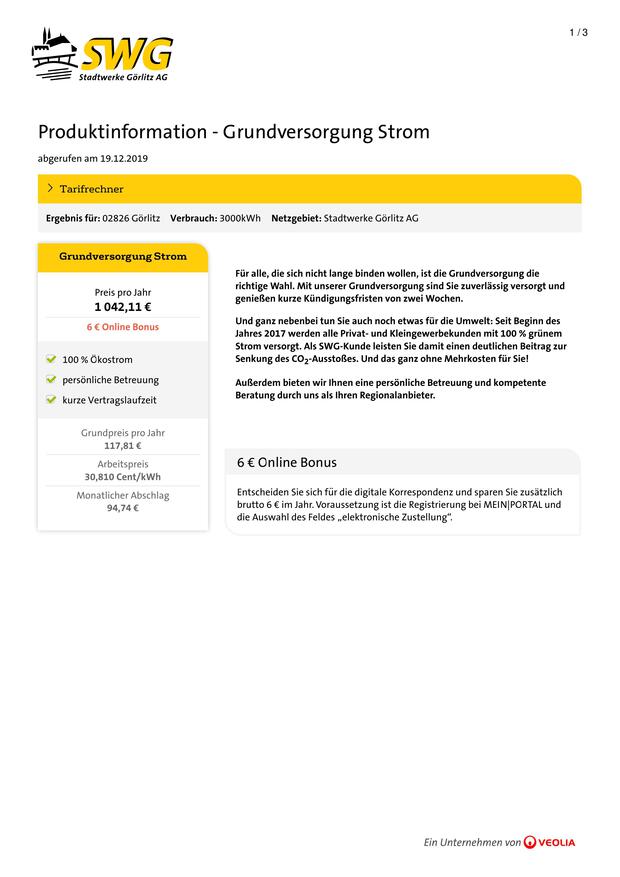 1 / 3
SWG
Stadtwerke Görlitz AG
Produktinformation - Grundversorgung Strom
abgerufen am 19.12.2019
Tarifrechner
Ergebnis für: 02826 Görlitz Verbrauch: 3000kWh Netzgebiet: Stadtwerke Görlitz AG
Grundversorgung Strom
Preis pro Jahr
1 042,11 €
6 € Online Bonus
100 % Ökostrom
persönliche Betreuung
kurze Vertragslaufzeit
Grundpreis pro Jahr
117,81 €
Arbeitspreis
30,810 Cent/kWh
Monatlicher Abschlag
94,74 €
Für alle, die sich nicht lange binden wollen, ist die Grundversorgung die
richtige Wahl. Mit unserer Grundversorgung sind Sie zuverlässig versorgt und
genießen kurze Kündigungsfristen von zwei Wochen.
Und ganz nebenbei tun Sie auch noch etwas für die Umwelt: Seit Beginn des
Jahres 2017 werden alle Privat- und Kleingewerbekunden mit 100 % grünem
Strom versorgt. Als SWG-Kunde leisten Sie damit einen deutlichen Beitrag zur
Senkung des CO2-Ausstoßes. Und das ganz ohne Mehrkosten für Sie!
Außerdem bieten wir Ihnen eine persönliche Betreuung und kompetente
Beratung durch uns als Ihren Regionalanbieter.
6 € Online Bonus
Entscheiden Sie sich für die digitale Korrespondenz und sparen Sie zusätzlich
brutto 6 € im Jahr. Voraussetzung ist die Registrierung bei MEIN|PORTAL und
die Auswahl des Feldes „elektronische Zustellung“.
Ein Unternehmen von VEOLIA